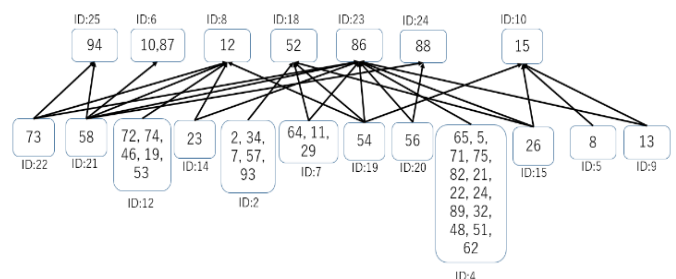 ID:25 ID:6 ID:8 ID:18 ID:23 ID:24 ID:10
94 10,87 12 52 86 88 15
73 58 72, 74, 46, 19, 53 23 2, 34, 7, 57, 93 64, 11, 29 54 56 65, 5, 71, 75, 82, 21, 22, 24, 89, 32, 48, 51, 62 26 8 13
ID:22 ID:21 ID:12 ID:14 ID:2 ID:7 ID:19 ID:20 ID:4 ID:15 ID:5 ID:9